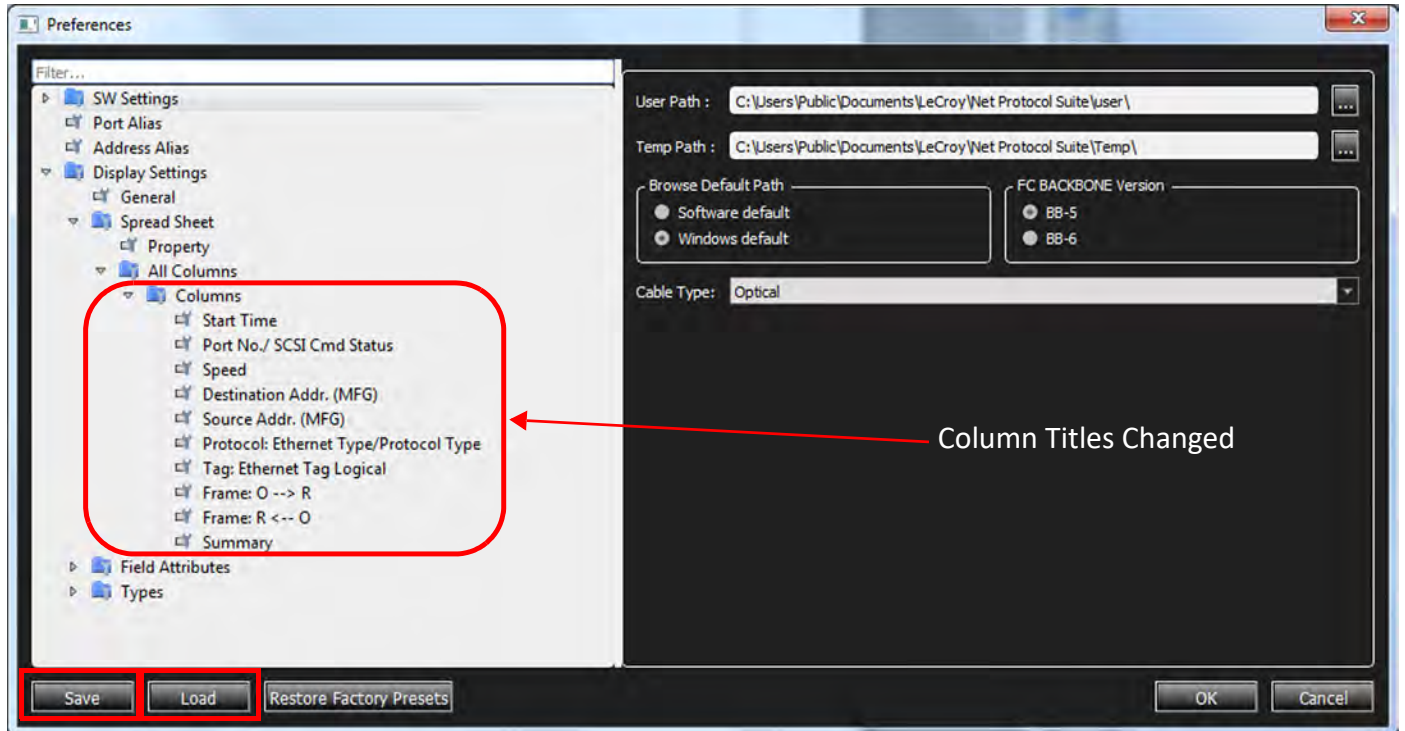 Preferences
Filter...
SW Settings
Port Alias
Address Alias
Display Settings
General
Spread Sheet
Property
All Columns
Columns
Start Time
Port No./ SCSI Cmd Status
Speed
Destination Addr. (MFG)
Source Addr. (MFG)
Protocol: Ethernet Type/Protocol Type
Tag: Ethernet Tag Logical
Frame: O --> R
Frame: R <-- O
Summary
Field Attributes
Types
User Path : C:\Users\Public\Documents\LeCroy\Net Protocol Suite\user\ ...
Temp Path : C:\Users\Public\Documents\LeCroy\Net Protocol Suite\Temp\ ...
Browse Default Path
Software default
Windows default
FC BACKBONE Version
BB-5
BB-6
Cable Type: Optical
Column Titles Changed
Save Load Restore Factory Presets OK Cancel